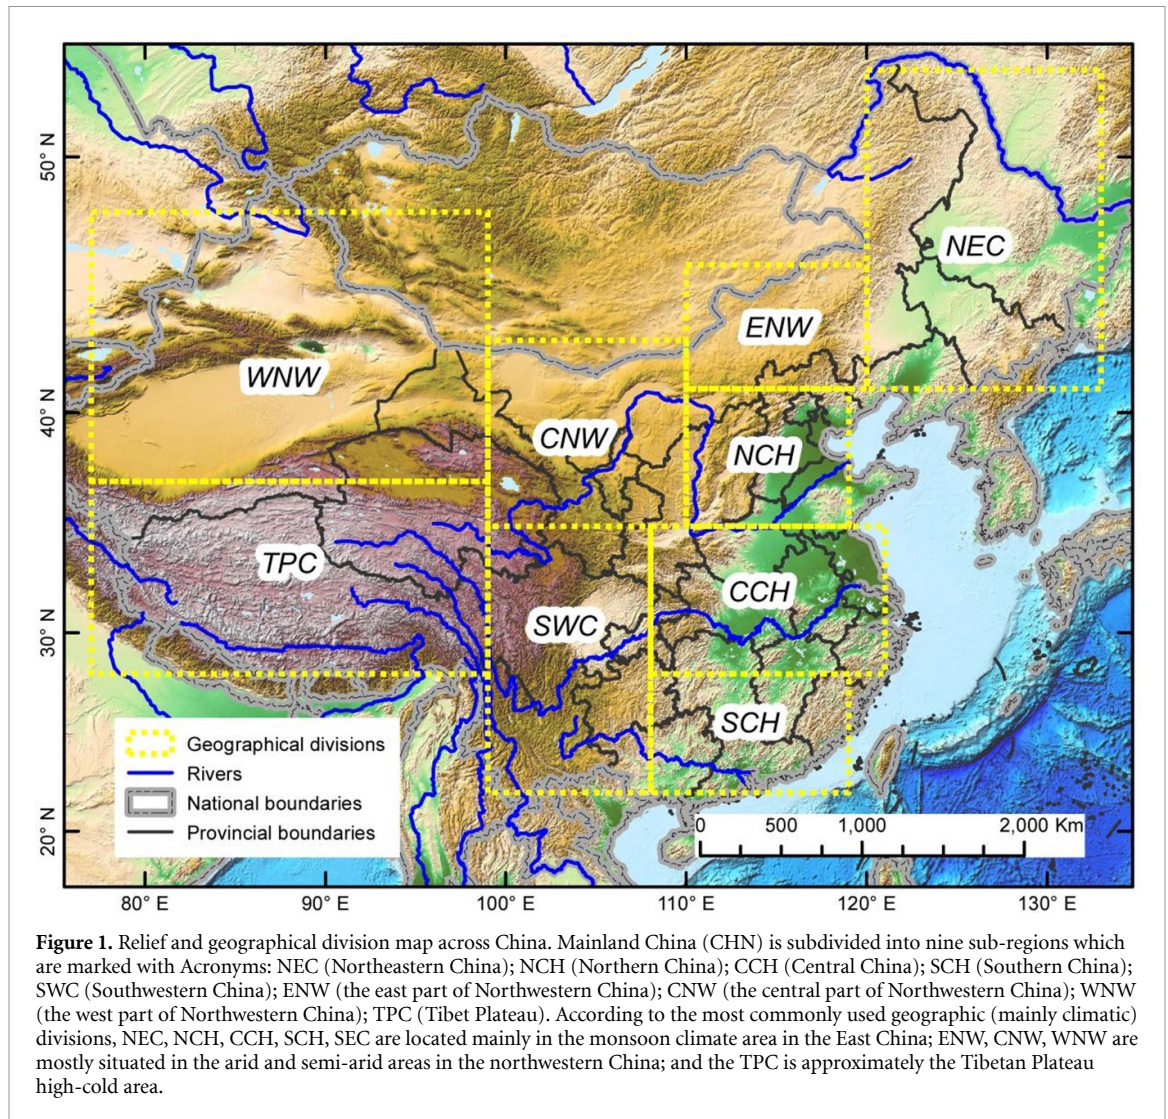 50° N
40° N
30° N
20° N
NEC
ENW
WNW
CNW
NCH
TPC
CCH
SWC
SCH
Geographical divisions
Rivers
National boundaries
Provincial boundaries
0 500 1,000 2,000 Km
80° E 90° E 100° E 110° E 120° E 130° E
Figure 1. Relief and geographical division map across China. Mainland China (CHN) is subdivided into nine sub-regions which
are marked with Acronyms: NEC (Northeastern China); NCH (Northern China); CCH (Central China); SCH (Southern China);
SWC (Southwestern China); ENW (the east part of Northwestern China); CNW (the central part of Northwestern China); WNW
(the west part of Northwestern China); TPC (Tibet Plateau). According to the most commonly used geographic (mainly climatic)
divisions, NEC, NCH, CCH, SCH, SEC are located mainly in the monsoon climate area in the East China; ENW, CNW, WNW are
mostly situated in the arid and semi-arid areas in the northwestern China; and the TPC is approximately the Tibetan Plateau
high-cold area.